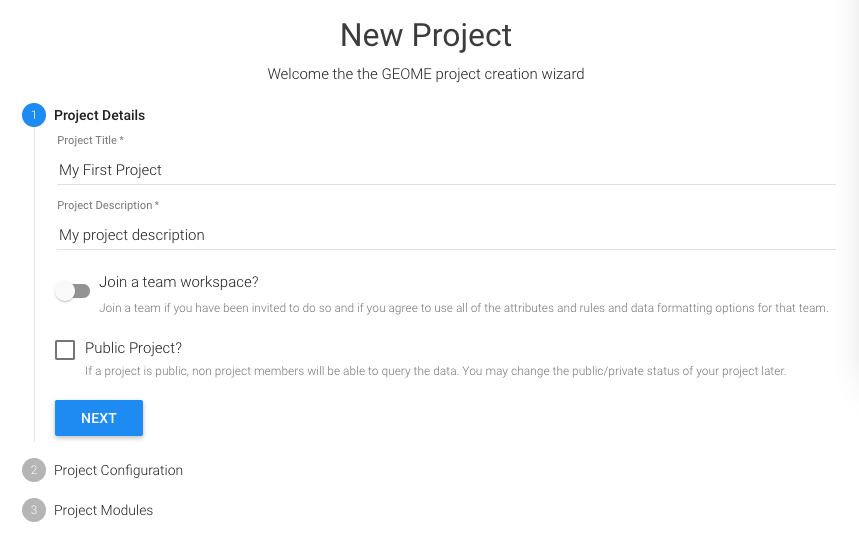 New Project
Welcome the the GEOME project creation wizard
1 Project Details
Project Title *
My First Project
Project Description *
My project description
Join a team workspace?
Join a team if you have been invited to do so and if you agree to use all of the attributes and rules and data formatting options for that team.
Public Project?
If a project is public, non project members will be able to query the data. You may change the public/private status of your project later.
NEXT
2 Project Configuration
3 Project Modules